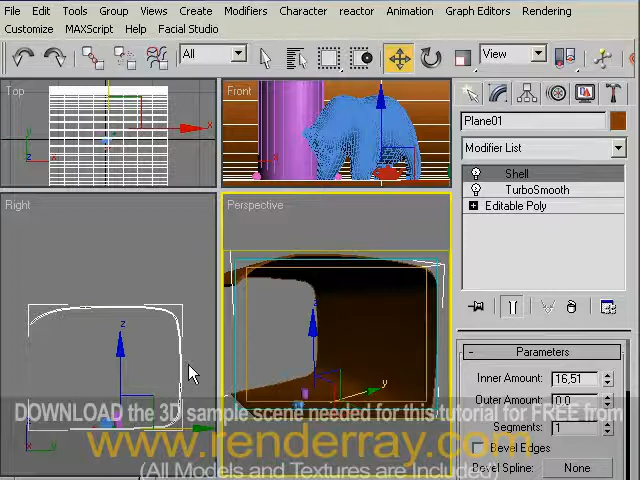 File Edit Tools Group Views Create Modifiers Character reactor Animation Graph Editors Rendering
Customize MAXScript Help Facial Studio
All View
Top Front
Plane01
Modifier List
Shell
TurboSmooth
Editable Poly
Right Perspective
x
y
z
x
x
z
y
z
z
y
x
Parameters
Inner Amount: 16,51
Outer Amount: 0,0
Segments: 1
Bevel Edges
Bevel Spline: None
DOWNLOAD the 3D sample scene needed for this tutorial for FREE from
www.renderray.com
(All Models and Textures are Included)